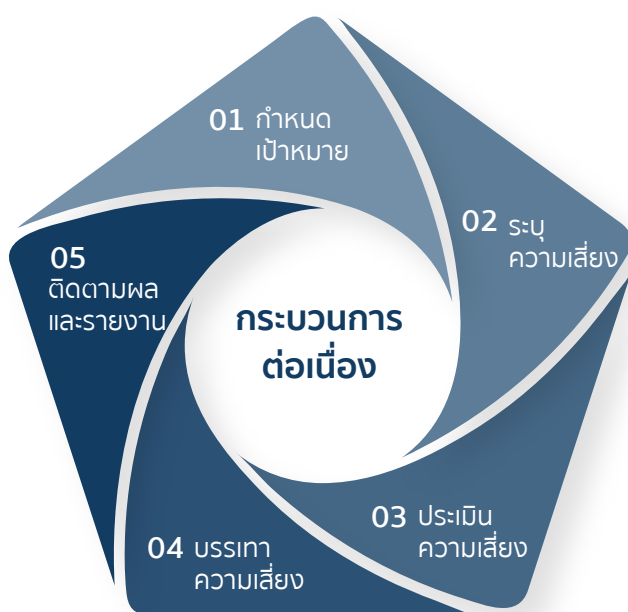 01 กำหนด
เป้าหมาย
02 ระบุ
ความเสี่ยง
03 ประเมิน
ความเสี่ยง
04 บรรเทา
ความเสี่ยง
05
ติดตามผล
และรายงาน
กระบวนการ
ต่อเนื่อง